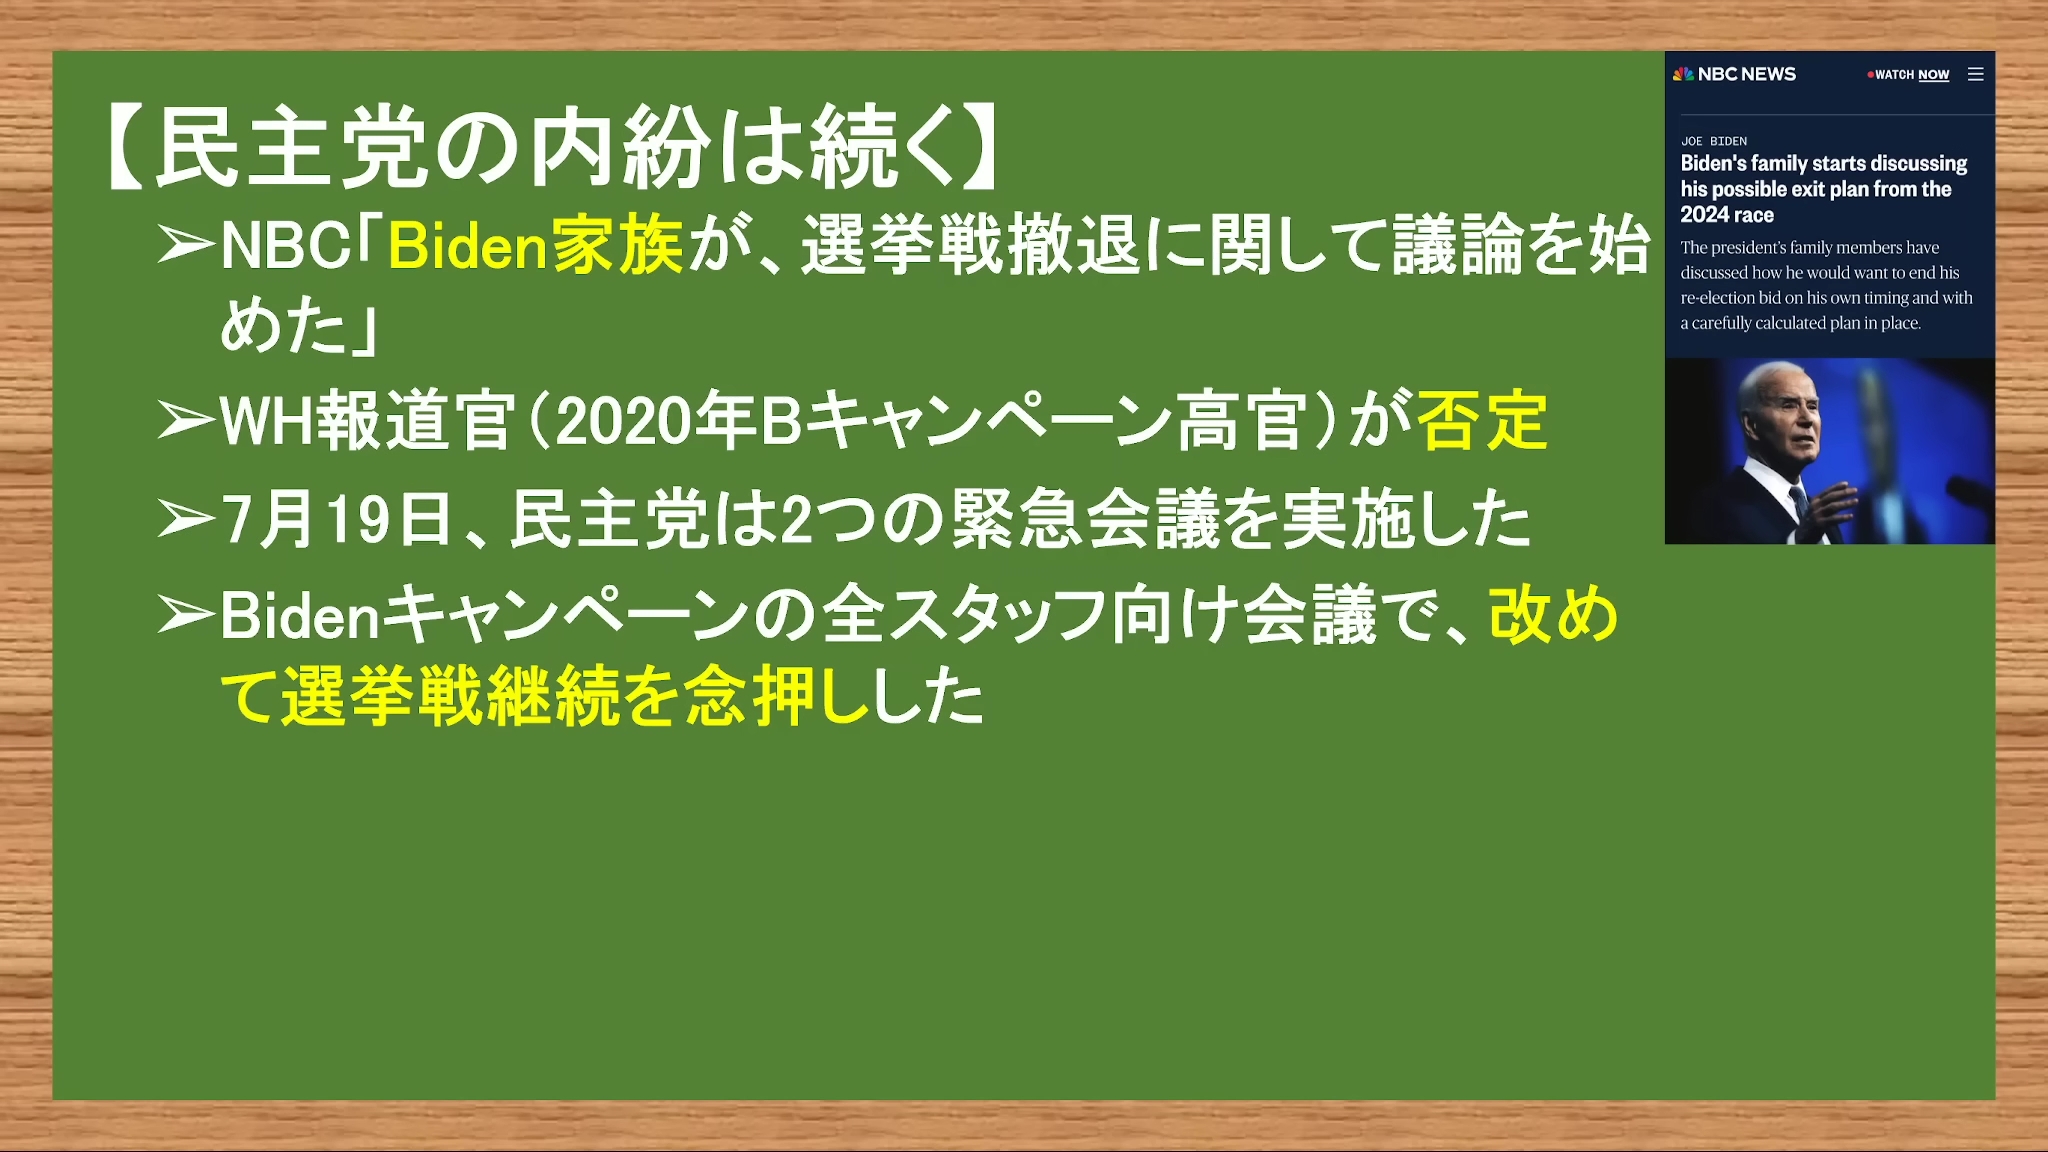 【民主党の内紛は続く】
➢NBC「Biden家族が、選挙戦撤退に関して議論を始
めた」
➢WH報道官（2020年Bキャンペーン高官）が否定
➢7月19日、民主党は2つの緊急会議を実施した
➢Bidenキャンペーンの全スタッフ向け会議で、改め
て選挙戦継続を念押しした
NBC NEWS
WATCH NOW
JOE BIDEN
Biden's family starts discussing
his possible exit plan from the
2024 race
The president's family members have
discussed how he would want to end his
re-election bid on his own timing and with
a carefully calculated plan in place.